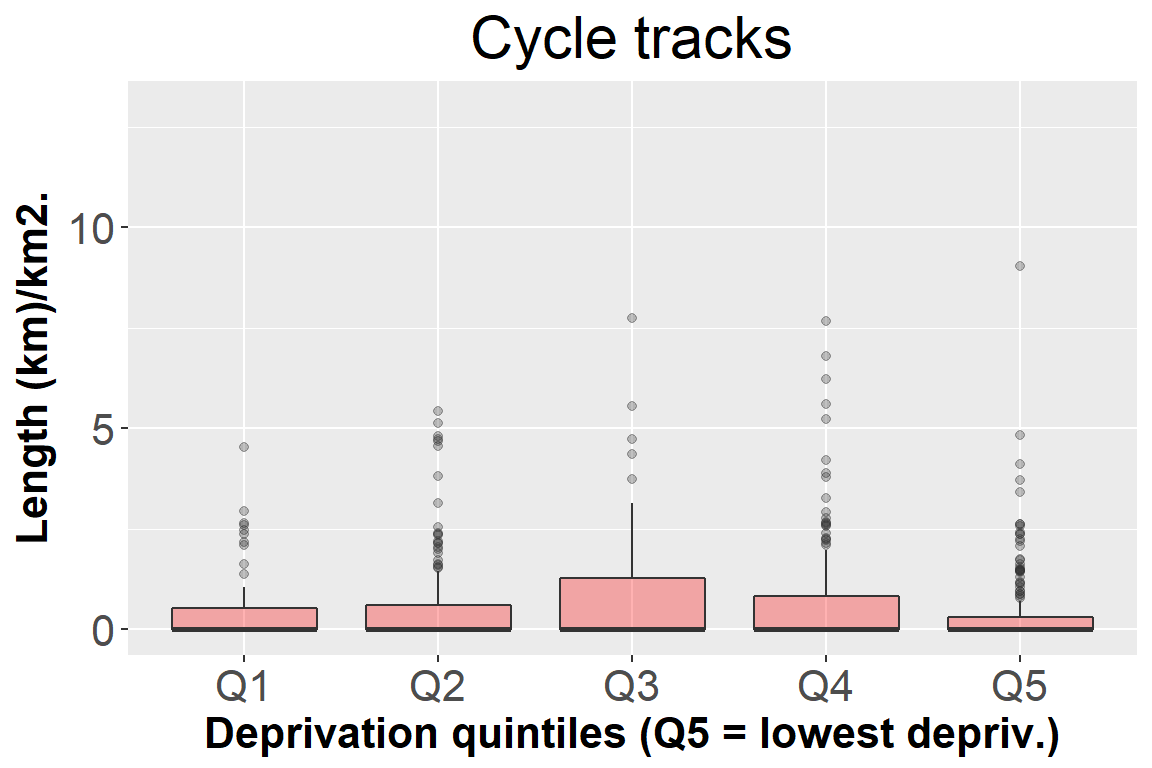 Cycle tracks
Length (km)/km2.
10
5
0
Q1 Q2 Q3 Q4 Q5
Deprivation quintiles (Q5 = lowest depriv.)